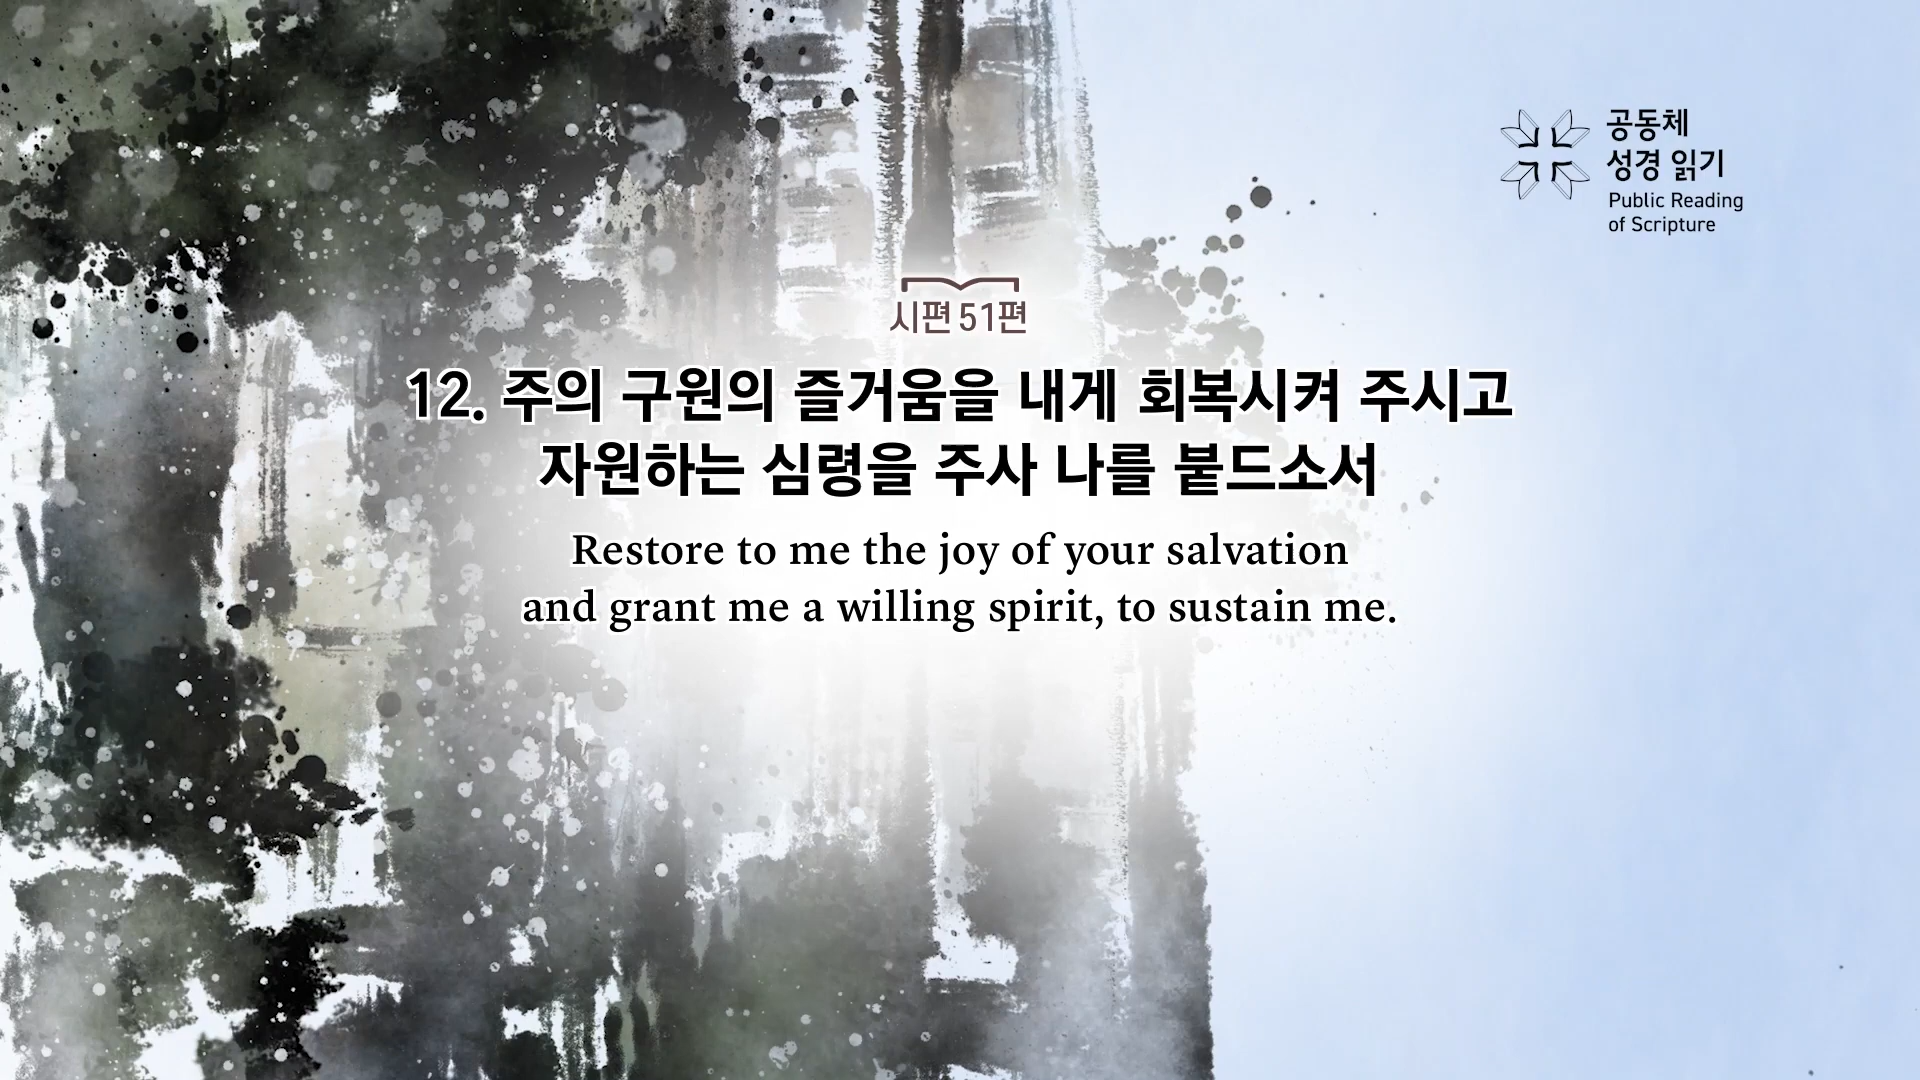 공동체
성경 읽기
Public Reading
of Scripture
시편 51편
12. 주의 구원의 즐거움을 내게 회복시켜 주시고
자원하는 심령을 주사 나를 붙드소서
Restore to me the joy of your salvation
and grant me a willing spirit, to sustain me.